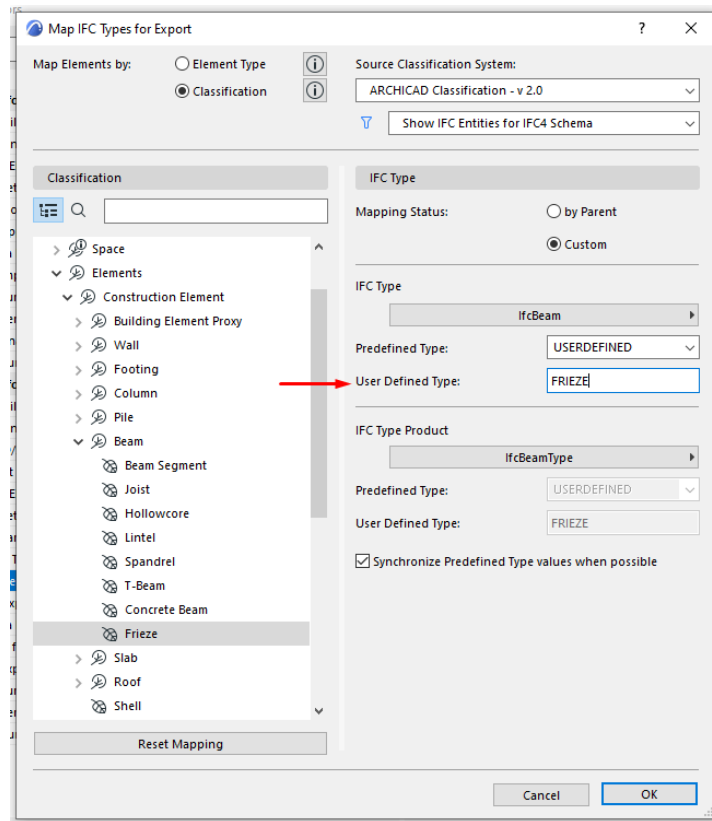 Map IFC Types for Export ? ×
Map Elements by:
Element Type
Classification
Source Classification System:
ARCHICAD Classification - v 2.0
Show IFC Entities for IFC4 Schema
Classification
Space
Elements
Construction Element
Building Element Proxy
Wall
Footing
Column
Pile
Beam
Beam Segment
Joist
Hollowcore
Lintel
Spandrel
T-Beam
Concrete Beam
Frieze
Slab
Roof
Shell
Reset Mapping
IFC Type
Mapping Status:
by Parent
Custom
IFC Type
IfcBeam
Predefined Type: USERDEFINED
User Defined Type: FRIEZE
IFC Type Product
IfcBeamType
Predefined Type: USERDEFINED
User Defined Type: FRIEZE
Synchronize Predefined Type values when possible
Cancel OK